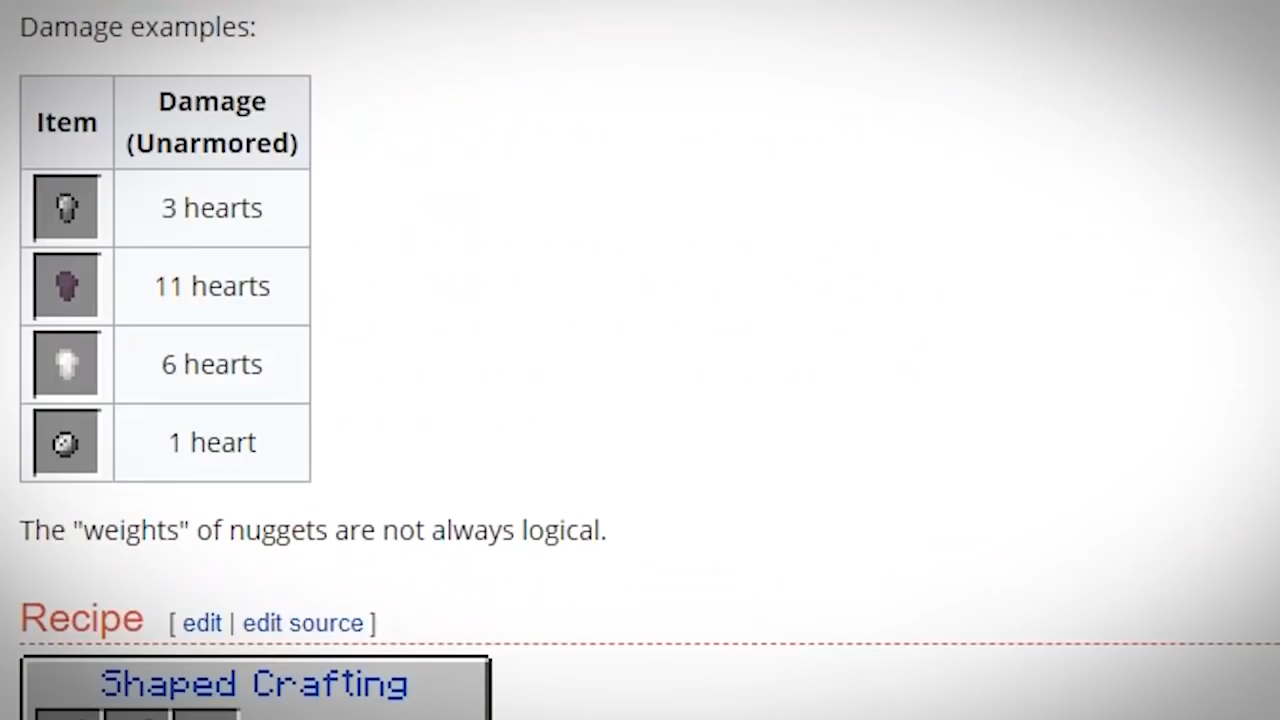 Damage examples:
Item
Damage
(Unarmored)
3 hearts
11 hearts
6 hearts
1 heart
The "weights" of nuggets are not always logical.
Recipe [ edit | edit source ]
Shaped Crafting